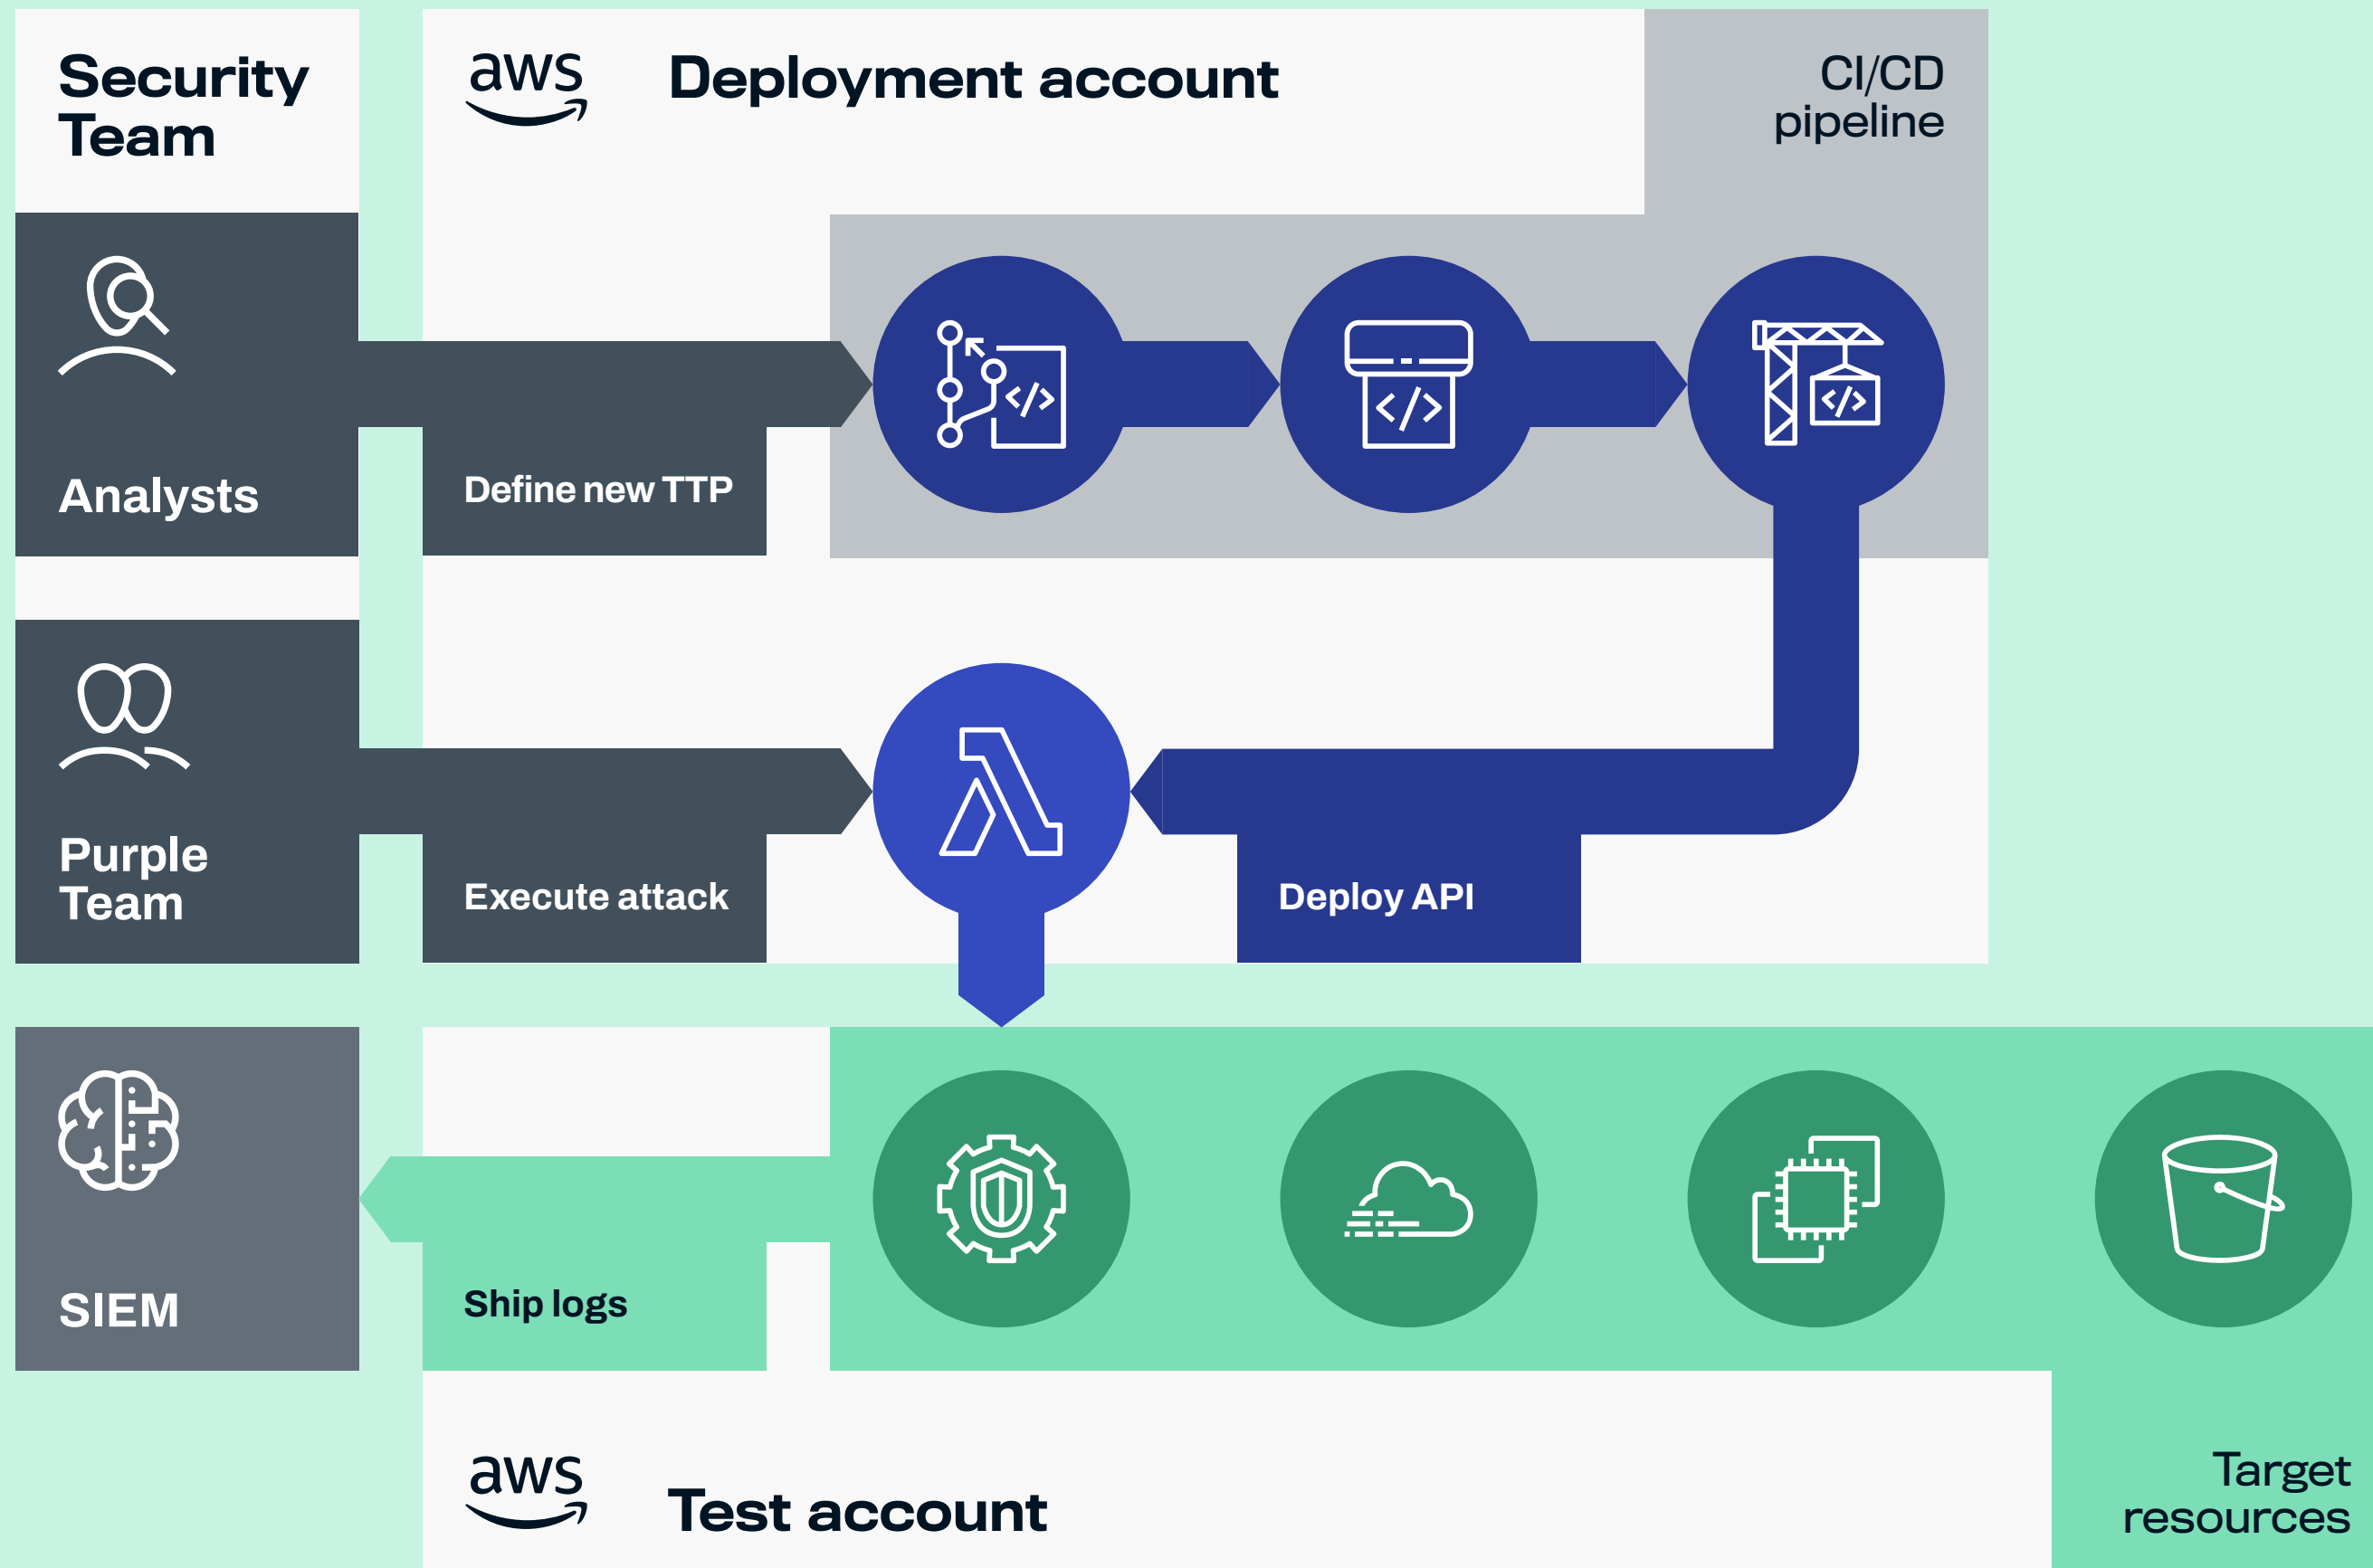 Security
Team
aws
Deployment account
CI/CD
pipeline
Analysts
Define new TTP
Purple
Team
Execute attack
Deploy API
SIEM
Ship logs
aws
Test account
Target
resources